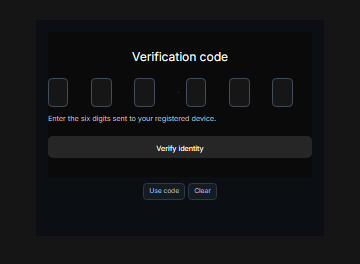 Verification code
Enter the six digits sent to your registered device.
Verify identity
Use code Clear